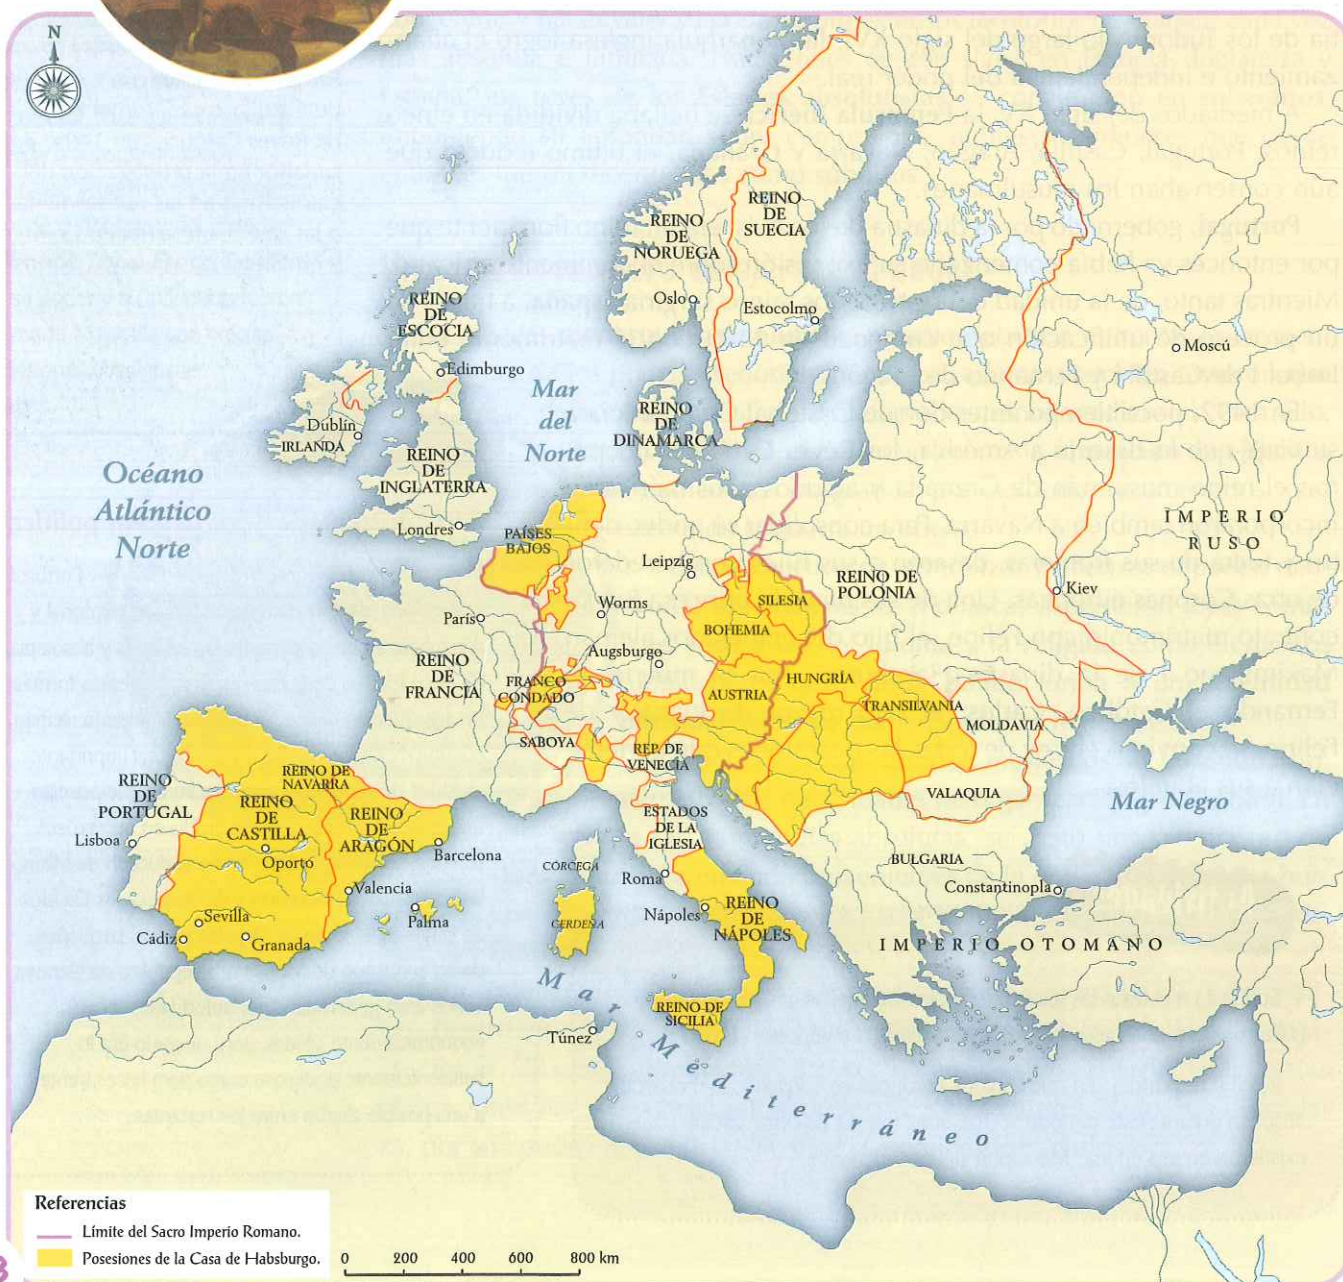 N
REINO
DE
NORUEGA
REINO
DE
SUECIA
Oslo
Estocolmo
REINO
DE
ESCOCIA
Edimburgo
Moscú
Mar
del
Norte
REINO
DE
DINAMARCA
Dublín
IRLANDA
REINO
DE
INGLATERRA
Londres
Océano
Atlántico
Norte
IMPERIO
RUSO
PAÍSES
BAJOS
Leipzig
REINO DE
POLONIA
Kiev
SILESIA
Worms
BOHEMIA
París
Augsburgo
REINO
DE
FRANCIA
FRANCO
CONDADO
AUSTRIA
HUNGRÍA
TRANSILVANIA
MOLDAVIA
SABOYA
REP. DE
VENECIA
VALAQUIA
Mar Negro
REINO
DE
PORTUGAL
REINO DE
NAVARRA
REINO
DE
CASTILLA
REINO
DE
ARAGÓN
Lisboa
Oporto
Barcelona
ESTADOS
DE LA
IGLESIA
CÓRCEGA
Roma
BULGARIA
Constantinopla
Valencia
Palma
Sevilla
Cádiz
Granada
CERDEÑA
Nápoles
REINO
DE
NÁPOLES
IMPERIO OTOMANO
REINO DE
SICILIA
Túnez
Mar Mediterráneo
Referencias
Límite del Sacro Imperio Romano.
Posesiones de la Casa de Habsburgo.
0 200 400 600 800 km